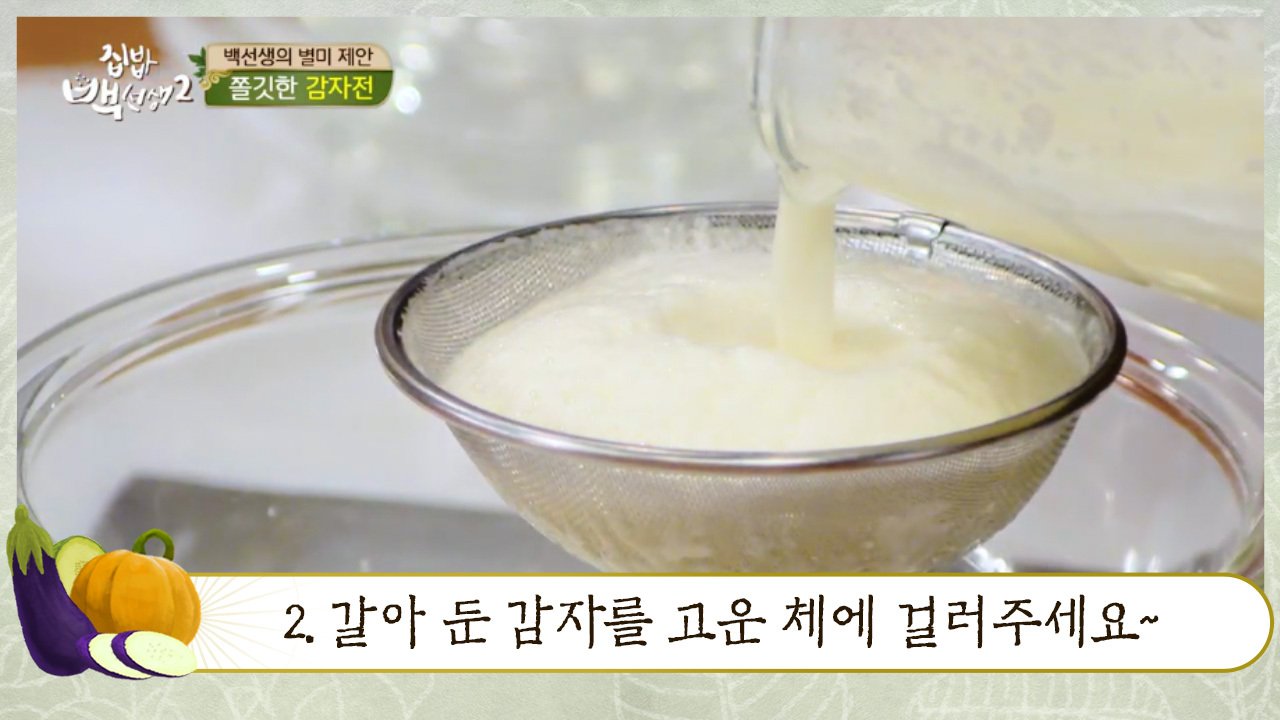 집밥
백선생2
백선생의 별미 제안
쫄깃한 감자전
2. 갈아 둔 감자를 고운 체에 걸러주세요~